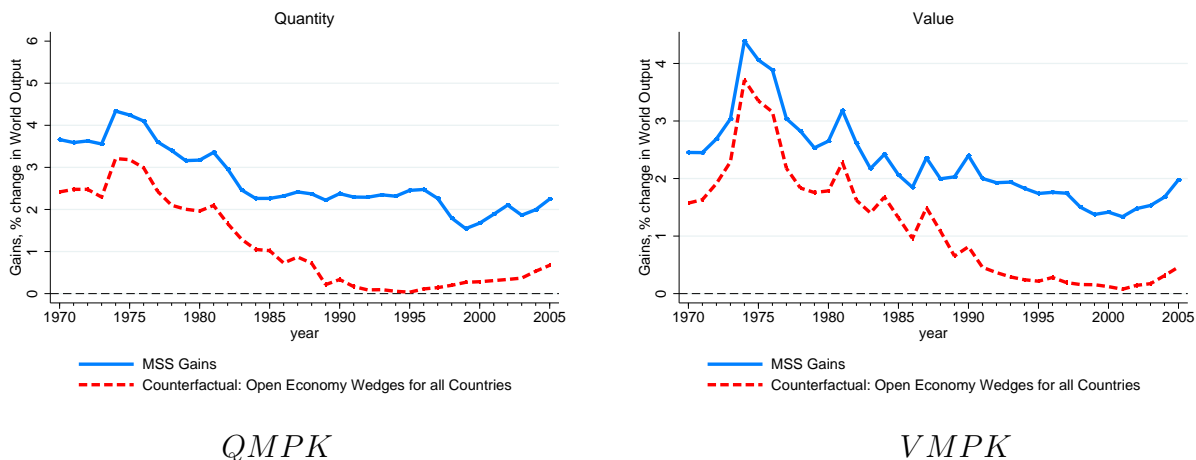 Quantity
Gains, % change in World Output
6
5
4
3
2
1
0
1970 1975 1980 1985 1990 1995 2000 2005
year
MSS Gains
Counterfactual: Open Economy Wedges for all Countries
QMPK
Value
Gains, % change in World Output
4
3
2
1
0
1970 1975 1980 1985 1990 1995 2000 2005
year
MSS Gains
Counterfactual: Open Economy Wedges for all Countries
VMPK